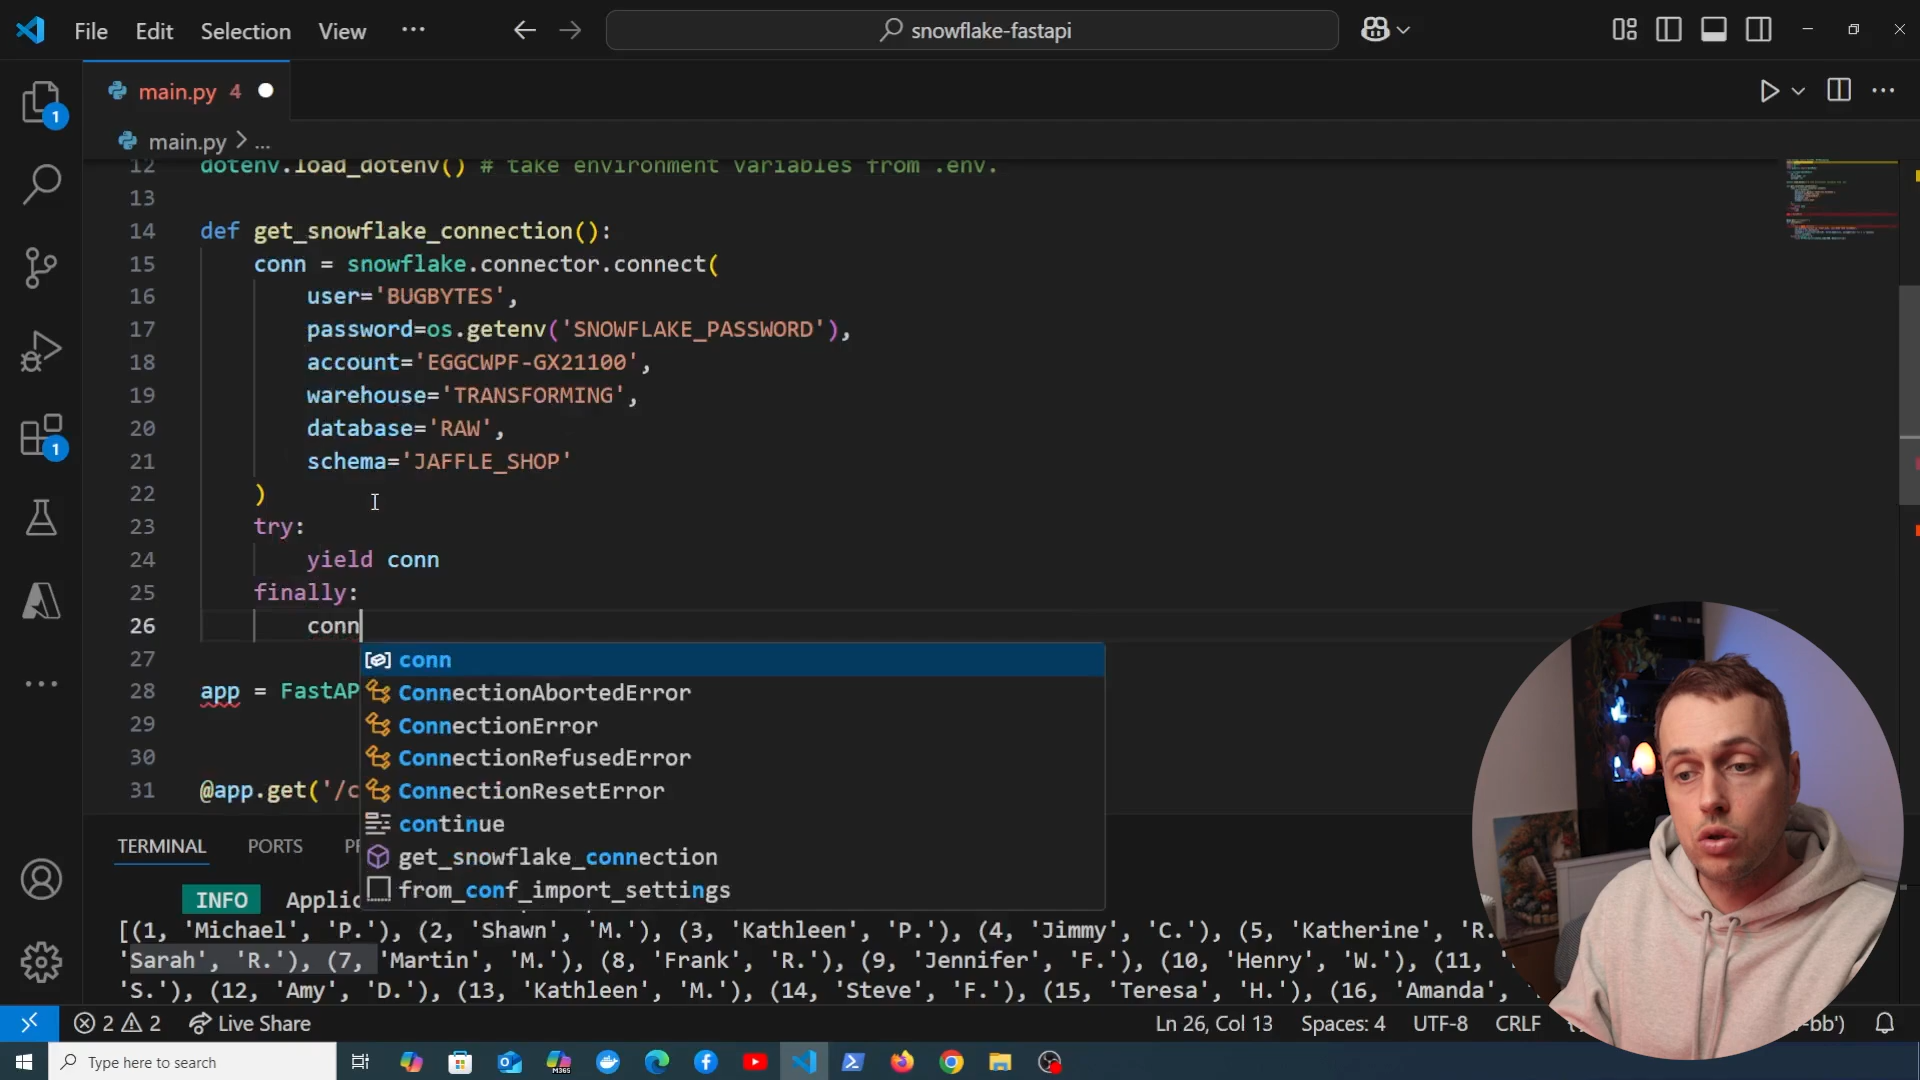 File Edit Selection View ...
snowflake-fastapi
main.py 4
main.py > ...
12 dotenv.load_dotenv() # take environment variables from .env.
13
14 def get_snowflake_connection():
15 conn = snowflake.connector.connect(
16 user='BUGBYTES',
17 password=os.getenv('SNOWFLAKE_PASSWORD'),
18 account='EGGCWPF-GX21100',
19 warehouse='TRANSFORMING',
20 database='RAW',
21 schema='JAFFLE_SHOP'
22 )
23 try:
24 yield conn
25 finally:
26 conn
27
conn
ConnectionAbortedError
28 app = FastAP
29
ConnectionError
30
ConnectionRefusedError
31 @app.get('/c
ConnectionResetError
continue
get_snowflake_connection
from_conf_import_settings
1
1
TERMINAL PORTS
INFO Applic
[(1, 'Michael', 'P.'), (2, 'Shawn', 'M.'), (3, 'Kathleen', 'P.'), (4, 'Jimmy', 'C.'), (5, 'Katherine', 'R.
'Sarah', 'R.'), (7, 'Martin', 'M.'), (8, 'Frank', 'R.'), (9, 'Jennifer', 'F.'), (10, 'Henry', 'W.'), (11,
'S.'), (12, 'Amy', 'D.'), (13, 'Kathleen', 'M.'), (14, 'Steve', 'F.'), (15, 'Teresa', 'H.'), (16, 'Amanda',
2 2 Live Share Ln 26, Col 13 Spaces: 4 UTF-8 CRLF -bb')
Type here to search